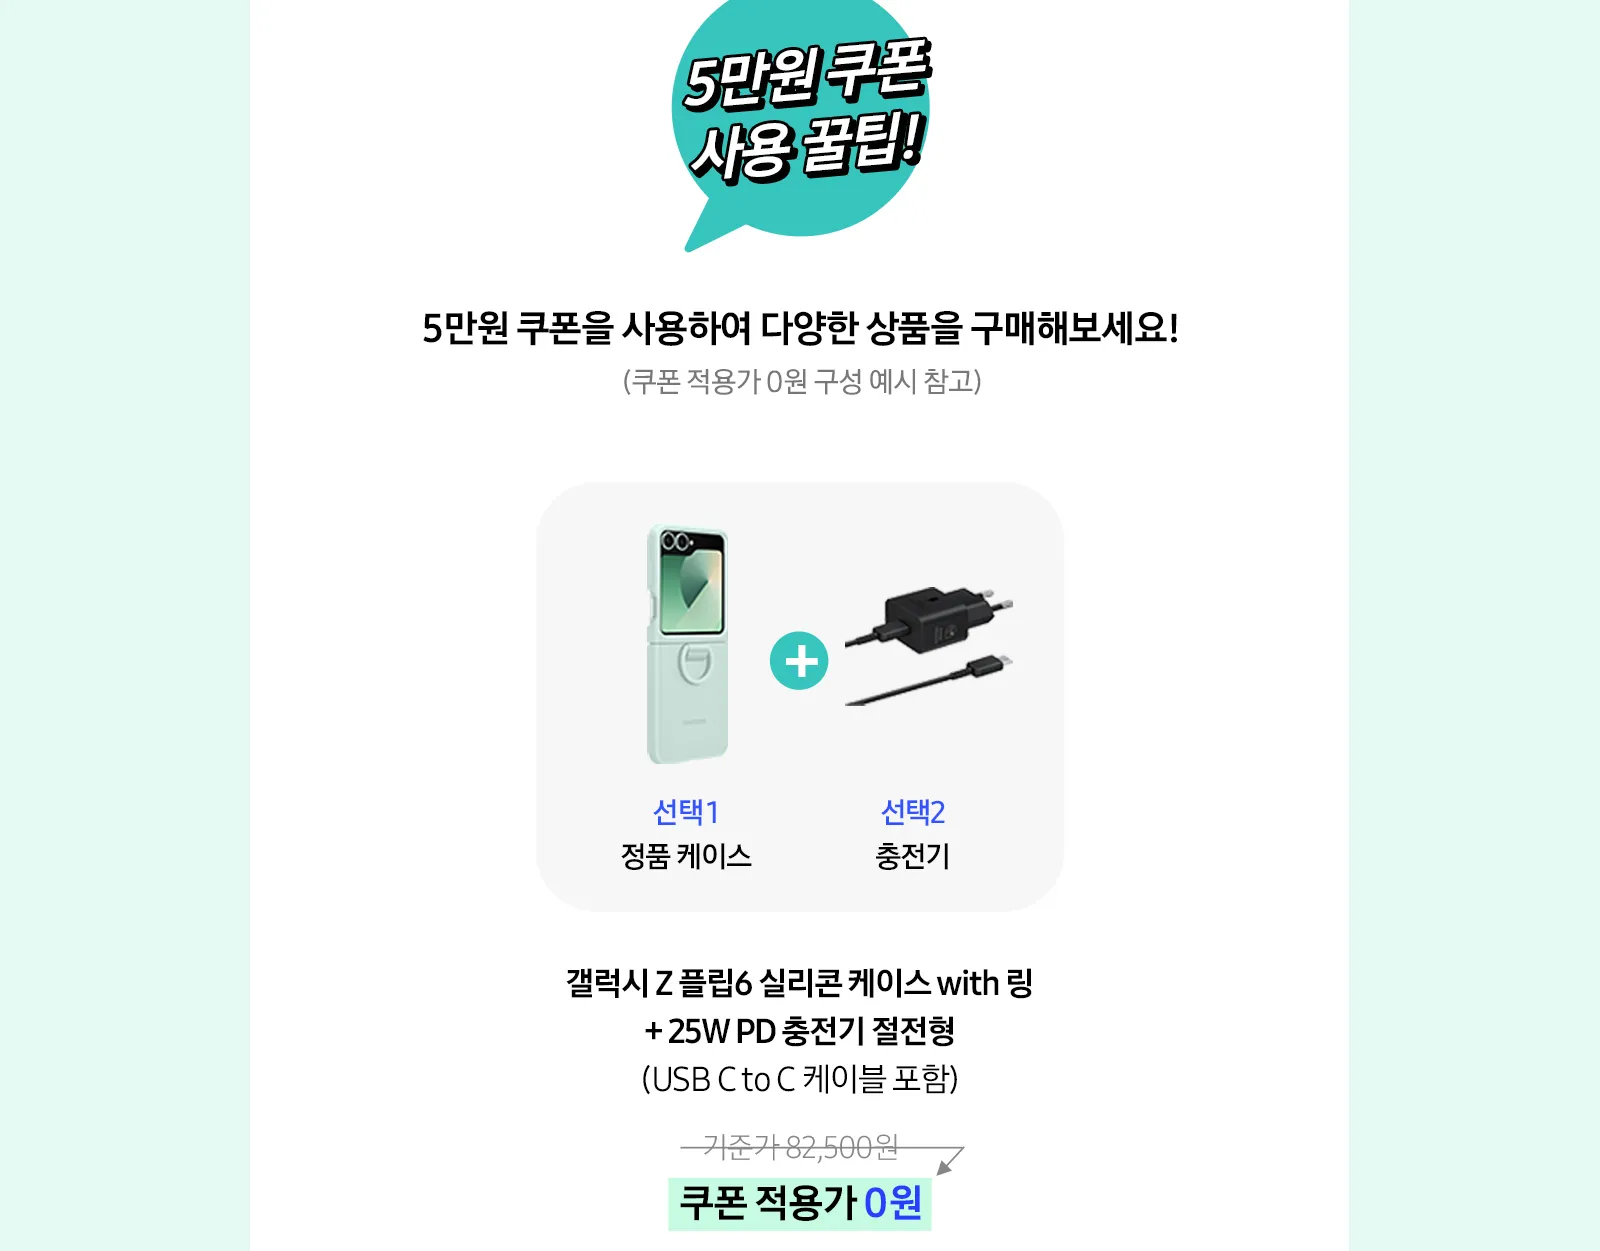 5만원 쿠폰
사용 꿀팁!
5만원 쿠폰을 사용하여 다양한 상품을 구매해보세요!
(쿠폰 적용가 0원 구성 예시 참고)
선택1
선택2
정품 케이스
충전기
갤럭시 Z 플립6 실리콘 케이스 with 링
+ 25W PD 충전기 절전형
(USB C to C 케이블 포함)
기준가 82,500원
쿠폰 적용가 0원